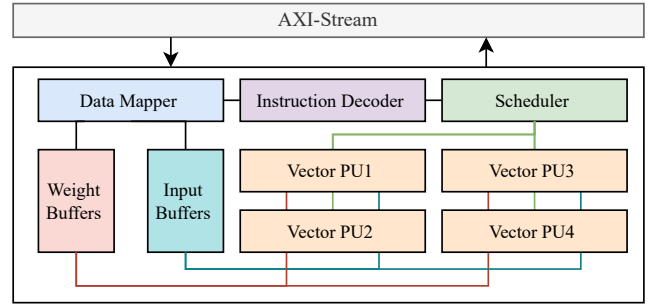 AXI-Stream
Data Mapper
Instruction Decoder
Scheduler
Weight
Buffers
Input
Buffers
Vector PU1
Vector PU3
Vector PU2
Vector PU4